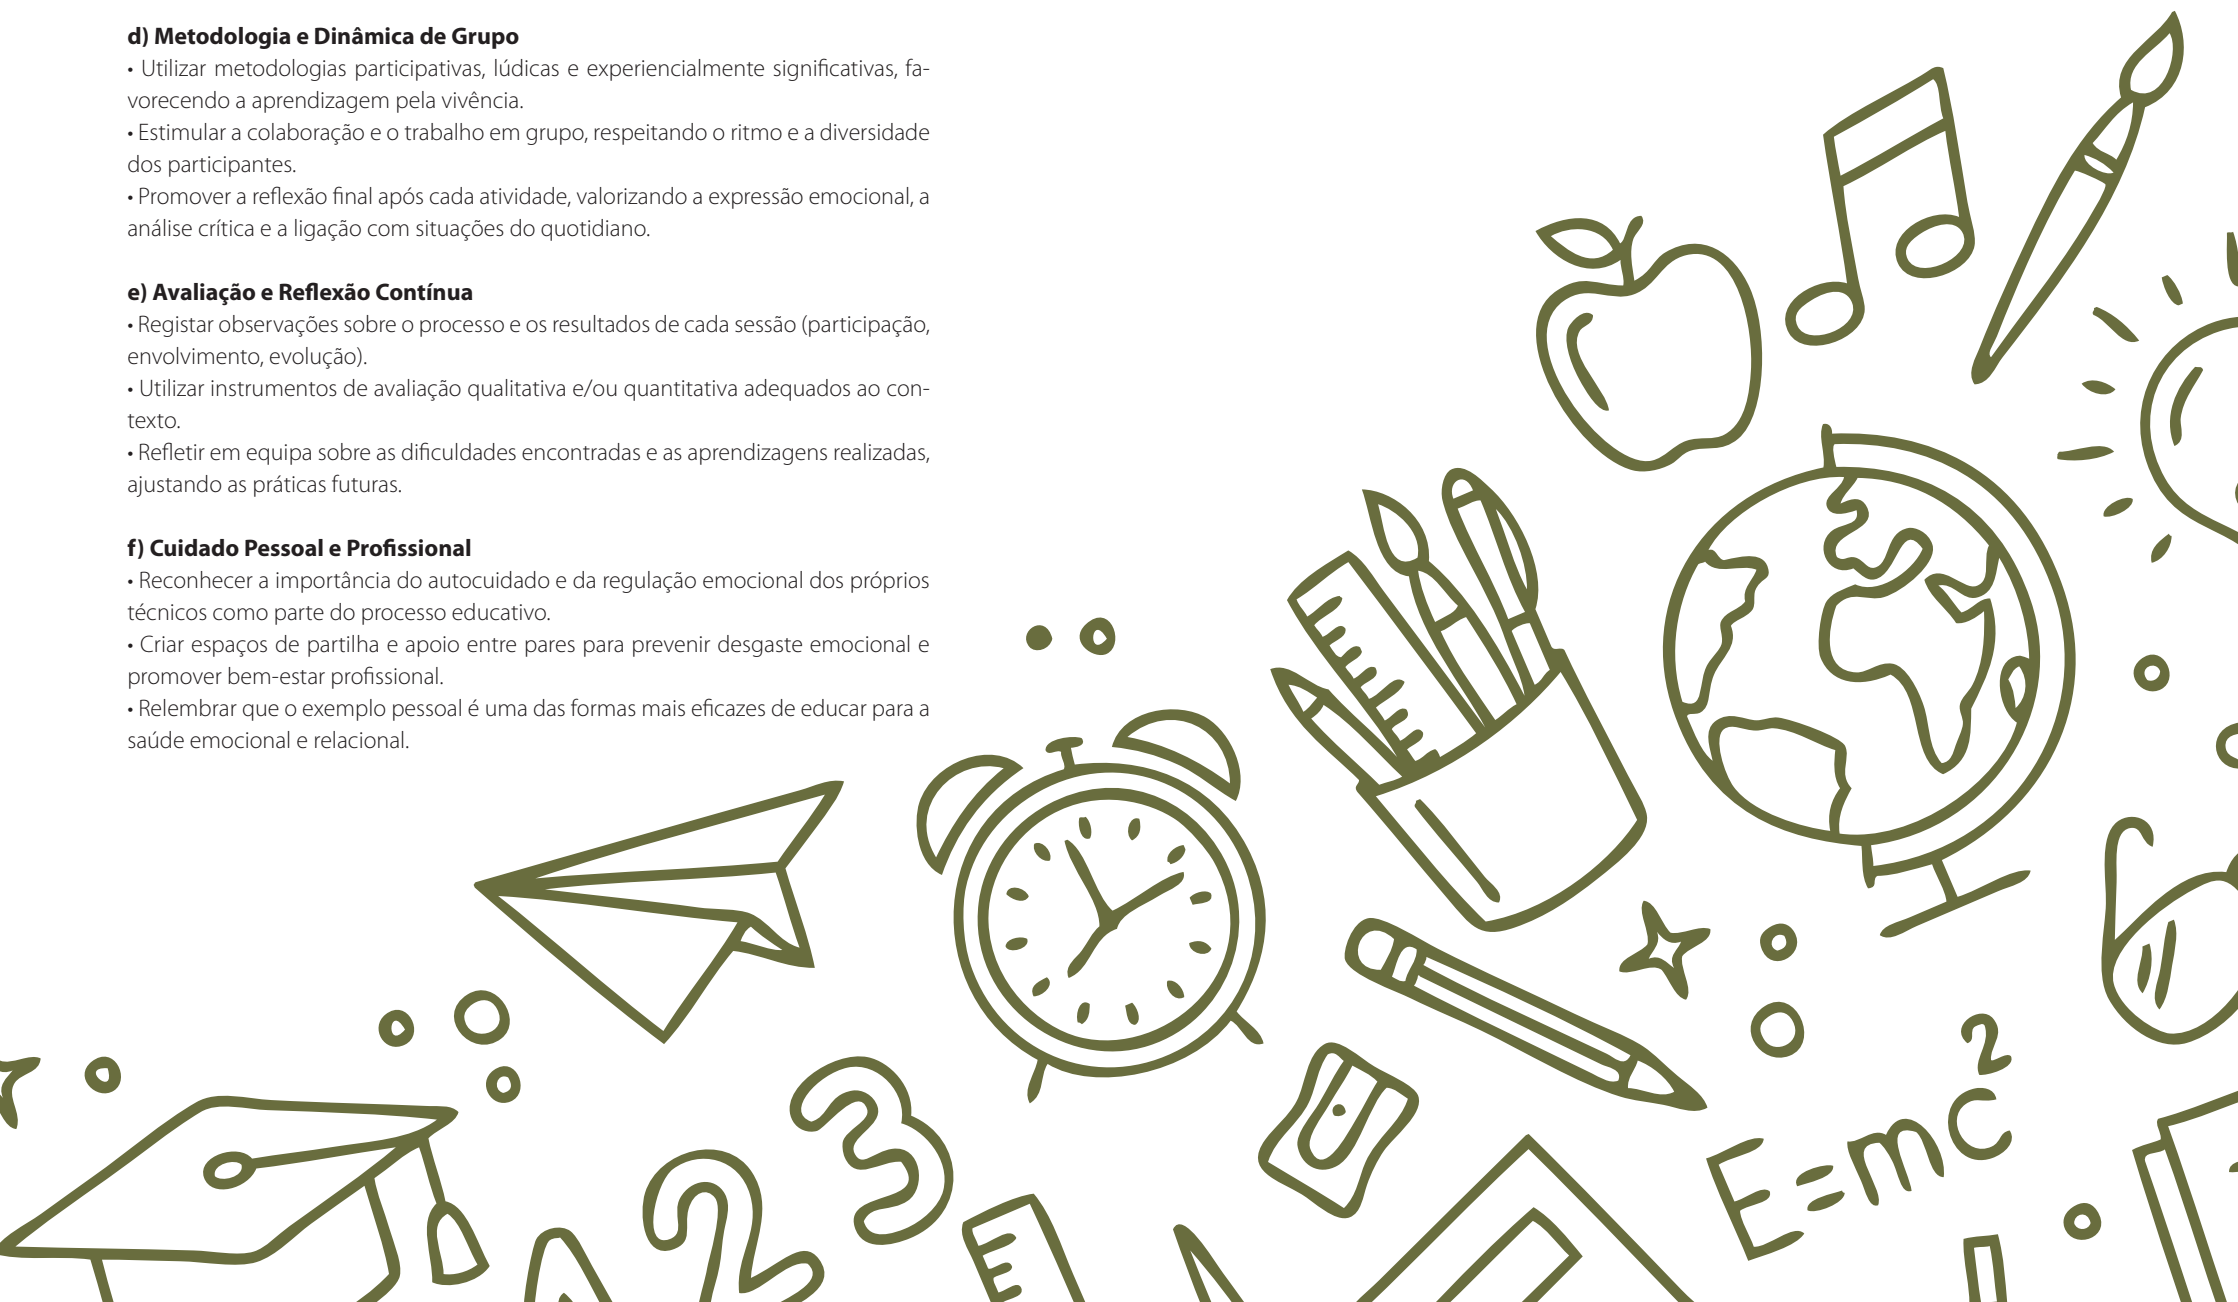 d) Metodologia e Dinâmica de Grupo
• Utilizar metodologias participativas, lúdicas e experiencialmente significativas, fa-
vorecendo a aprendizagem pela vivência.
• Estimular a colaboração e o trabalho em grupo, respeitando o ritmo e a diversidade
dos participantes.
• Promover a reflexão final após cada atividade, valorizando a expressão emocional, a
análise crítica e a ligação com situações do quotidiano.
e) Avaliação e Reflexão Contínua
• Registar observações sobre o processo e os resultados de cada sessão (participação,
envolvimento, evolução).
• Utilizar instrumentos de avaliação qualitativa e/ou quantitativa adequados ao con-
texto.
• Refletir em equipa sobre as dificuldades encontradas e as aprendizagens realizadas,
ajustando as práticas futuras.
f) Cuidado Pessoal e Profissional
• Reconhecer a importância do autocuidado e da regulação emocional dos próprios
técnicos como parte do processo educativo.
• Criar espaços de partilha e apoio entre pares para prevenir desgaste emocional e
promover bem-estar profissional.
• Relembrar que o exemplo pessoal é uma das formas mais eficazes de educar para a
saúde emocional e relacional.
1 2 3
E=mc²